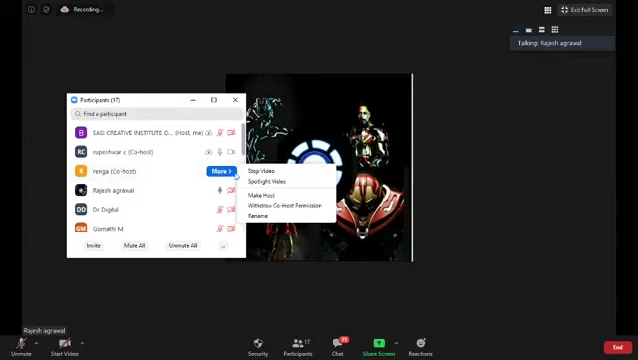 Recording...
Exit Full Screen
Talking: Rajesh agrawal
Participants (17)
Find a participant
B SASI CREATIVE INSTITUTE O... (Host, me)
RC rupeshwar c (Co-host)
R renga (Co-host)
More >
Rajesh agrawal
DD Dr Digital
GM Gomathi M
Invite
Mute All
Unmute All
...
Stop Video
Spotlight Video
Make Host
Withdraw Co-Host Permission
Rename
Rajesh agrawal
Unmute
Start Video
Security
17
Participants
Chat
Share Screen
Reactions
End